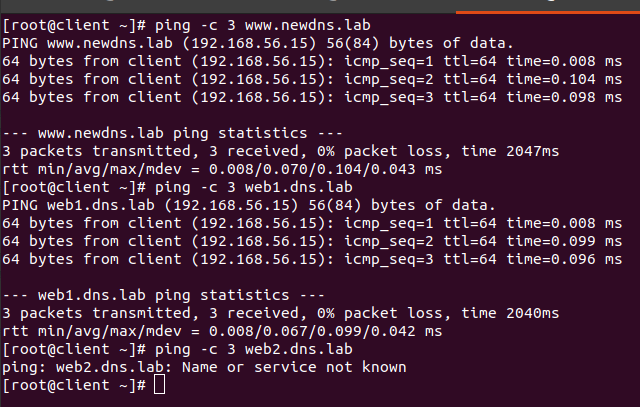 [root@client ~]# ping -c 3 www.newdns.lab
PING www.newdns.lab (192.168.56.15) 56(84) bytes of data.
64 bytes from client (192.168.56.15): icmp_seq=1 ttl=64 time=0.008 ms
64 bytes from client (192.168.56.15): icmp_seq=2 ttl=64 time=0.104 ms
64 bytes from client (192.168.56.15): icmp_seq=3 ttl=64 time=0.098 ms

--- www.newdns.lab ping statistics ---
3 packets transmitted, 3 received, 0% packet loss, time 2047ms
rtt min/avg/max/mdev = 0.008/0.070/0.104/0.043 ms
[root@client ~]# ping -c 3 web1.dns.lab
PING web1.dns.lab (192.168.56.15) 56(84) bytes of data.
64 bytes from client (192.168.56.15): icmp_seq=1 ttl=64 time=0.008 ms
64 bytes from client (192.168.56.15): icmp_seq=2 ttl=64 time=0.099 ms
64 bytes from client (192.168.56.15): icmp_seq=3 ttl=64 time=0.096 ms

--- web1.dns.lab ping statistics ---
3 packets transmitted, 3 received, 0% packet loss, time 2040ms
rtt min/avg/max/mdev = 0.008/0.067/0.099/0.042 ms
[root@client ~]# ping -c 3 web2.dns.lab
ping: web2.dns.lab: Name or service not known
[root@client ~]#